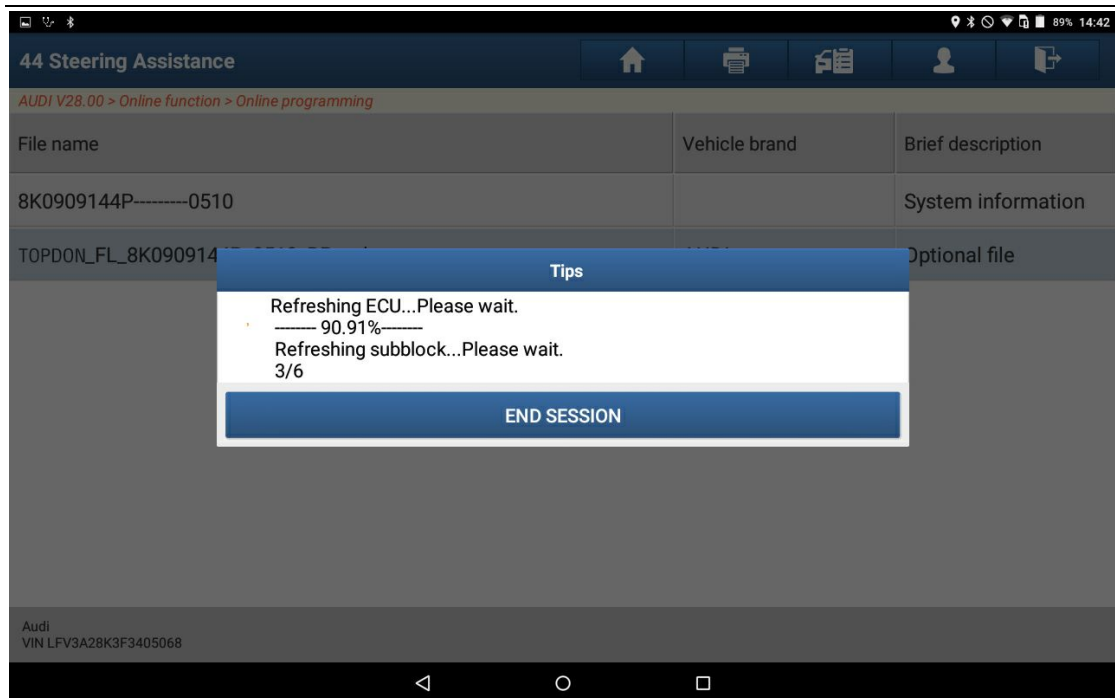 89% 14:42
44 Steering Assistance
AUDI V28.00 > Online function > Online programming
File name Vehicle brand Brief description
8K0909144P---------0510 System information
TOPDON_FL_8K090914 Optional file
Tips
Refreshing ECU...Please wait.
-------- 90.91%--------
Refreshing subblock...Please wait.
3/6
END SESSION
Audi
VIN LFV3A28K3F3405068